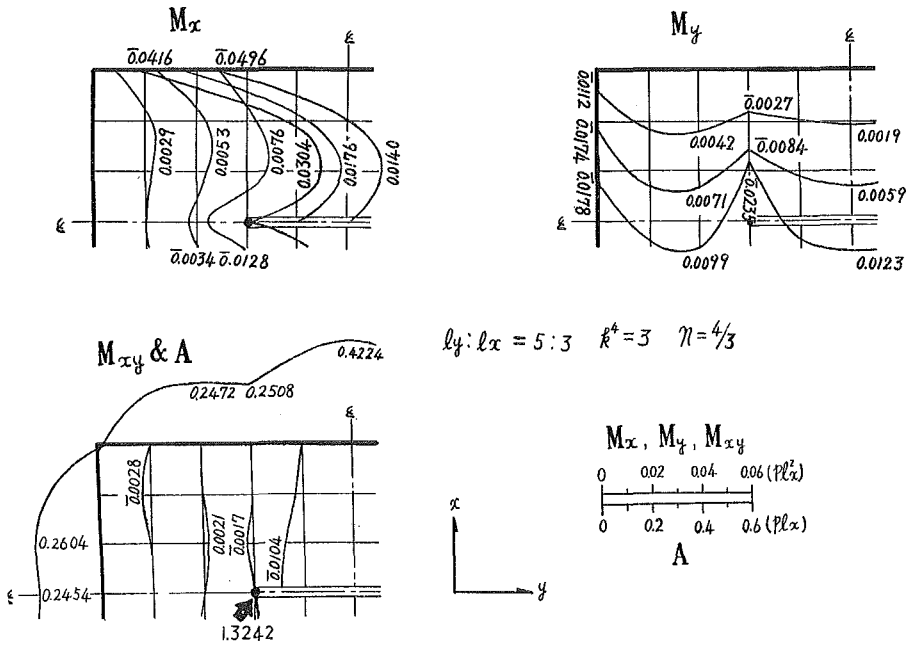 Mx
0̄.0416 0̄.0496
0.0029
0.0053
0.0076
0.0304
0.0176
0.0140
0̄.0034 0̄.0128
My
0̄.0112
0̄.0174
0̄.0178
0̄.0027
0.0042
0̄.0084
0.0019
0.0071
0̄.0235
0.0059
0.0099
0.0123
Mxy & A
0.4224
0.2472 0.2508
0̄.0028
0.0021
0̄.0017
0̄.0104
0.2604
0.2454
1.3242
ly : lx = 5 : 3 k⁴ = 3 η = 4/3
Mx , My , Mxy
0 0.02 0.04 0.06 (Plx²)
0 0.2 0.4 0.6 (Plx)
A
x
y